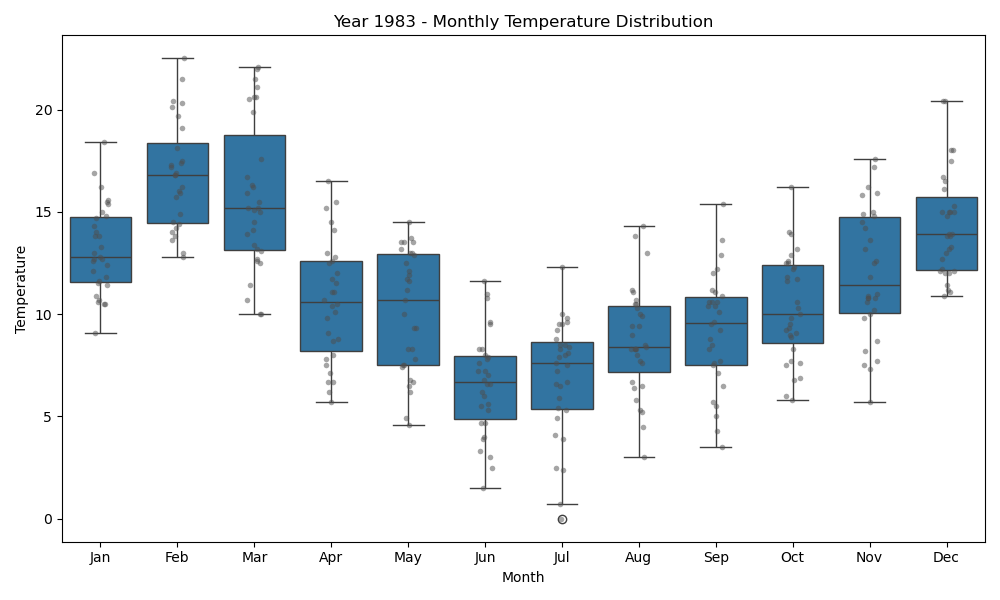 Year 1983 - Monthly Temperature Distribution
Temperature
20
15
10
5
0
Jan Feb Mar Apr May Jun Jul Aug Sep Oct Nov Dec
Month